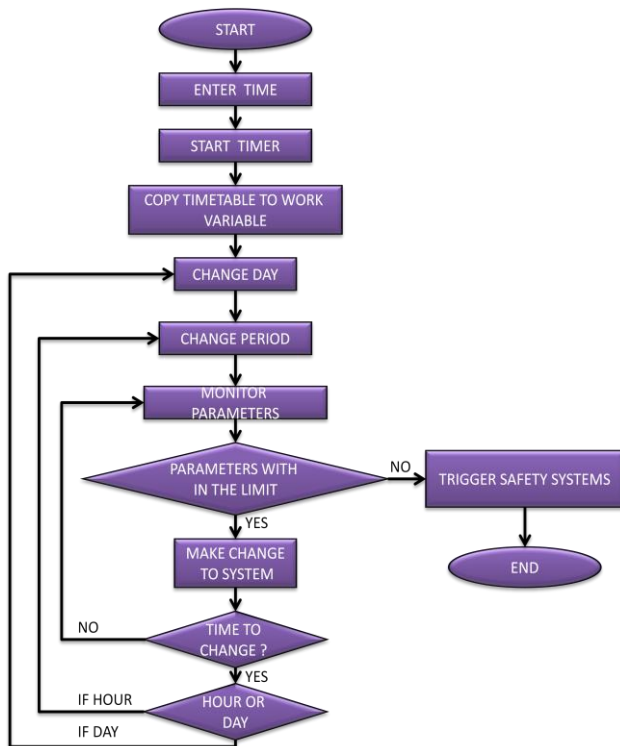 START
ENTER TIME
START TIMER
COPY TIMETABLE TO WORK
VARIABLE
CHANGE DAY
CHANGE PERIOD
MONITOR
PARAMETERS
PARAMETERS WITH
IN THE LIMIT
NO
TRIGGER SAFETY SYSTEMS
YES
END
MAKE CHANGE
TO SYSTEM
NO
TIME TO
CHANGE ?
YES
IF HOUR
HOUR OR
DAY
IF DAY